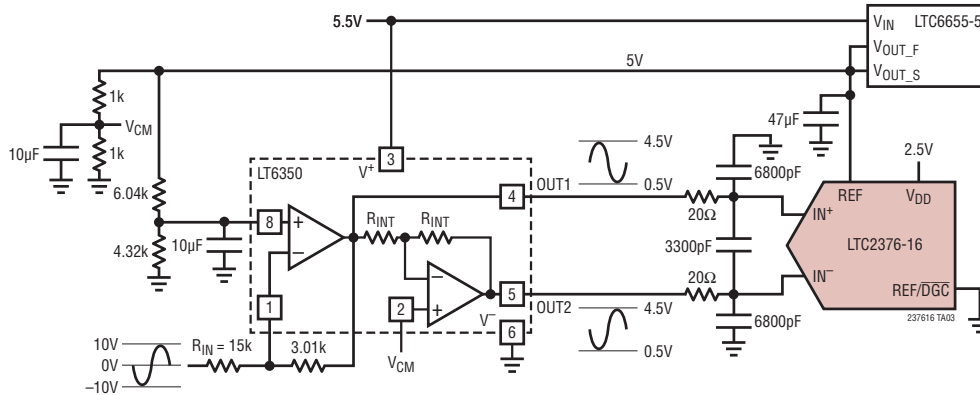 5.5V
VIN
LTC6655-5
VOUT_F
5V
VOUT_S
1k
VCM
1k
10µF
47µF
2.5V
6.04k
LT6350
V+
3
4.5V
0.5V
6800pF
REF
VDD
8
4
OUT1
20Ω
IN+
10µF
RINT
RINT
4.32k
3300pF
LTC2376-16
1
2
5
OUT2
20Ω
IN−
V−
6
REF/DGC
10V
0V
–10V
RIN = 15k
3.01k
VCM
4.5V
0.5V
6800pF
237616 TA03
+
−
−
+